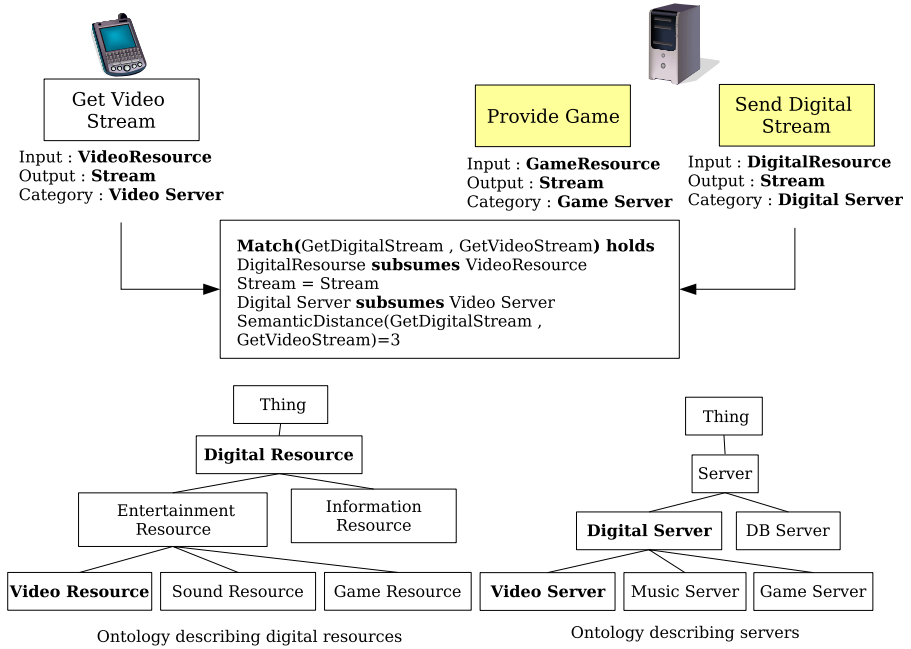 Get Video
Stream
Input : VideoResource
Output : Stream
Category : Video Server
Provide Game
Input : GameResource
Output : Stream
Category : Game Server
Send Digital
Stream
Input : DigitalResource
Output : Stream
Category : Digital Server
Match(GetDigitalStream , GetVideoStream) holds
DigitalResourse subsumes VideoResource
Stream = Stream
Digital Server subsumes Video Server
SemanticDistance(GetDigitalStream ,
GetVideoStream)=3
Thing
Digital Resource
Entertainment
Resource
Information
Resource
Video Resource
Sound Resource
Game Resource
Ontology describing digital resources
Thing
Server
Digital Server
DB Server
Video Server
Music Server
Game Server
Ontology describing servers